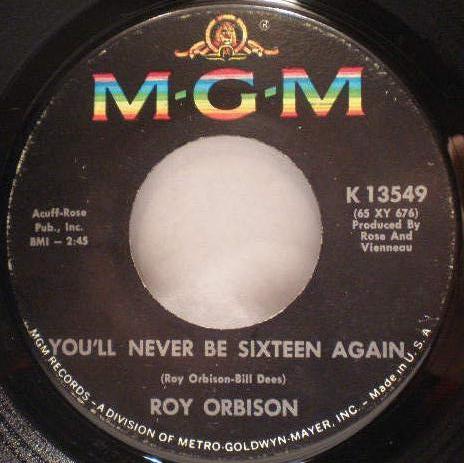 M·G·M
Acuff-Rose
Pub., Inc.
BMI – 2:45
K 13549
(65 XY 676)
Produced By
Rose And
Vienneau
YOU'LL NEVER BE SIXTEEN AGAIN
(Roy Orbison-Bill Dees)
ROY ORBISON
MGM RECORDS - A DIVISION OF METRO-GOLDWYN-MAYER, INC. - Made in U.S.A.